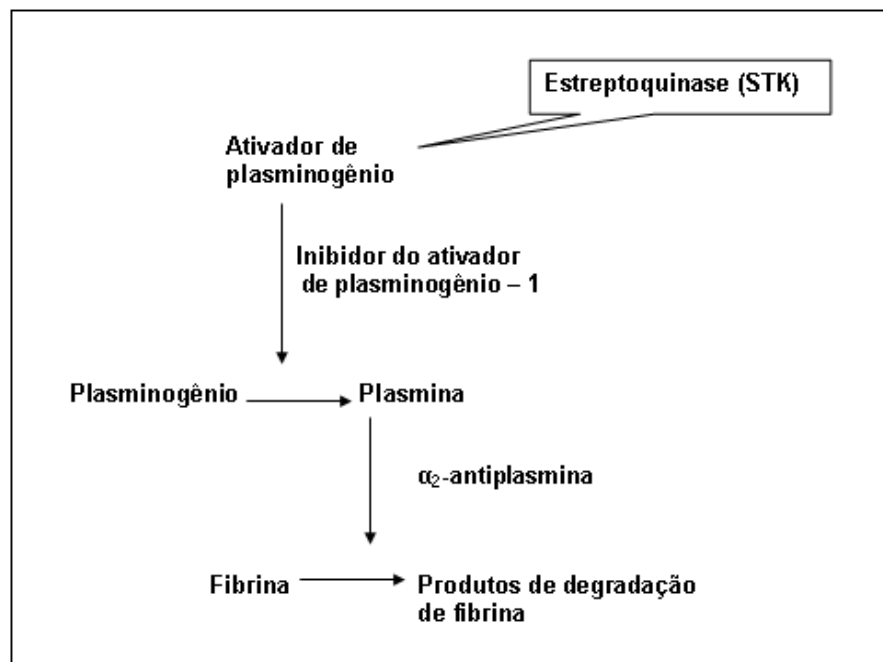 Estreptoquinase (STK)
Ativador de
plasminogênio
Inibidor do ativador
de plasminogênio – 1
Plasminogênio
Plasmina
α₂-antiplasmina
Fibrina
Produtos de degradação
de fibrina